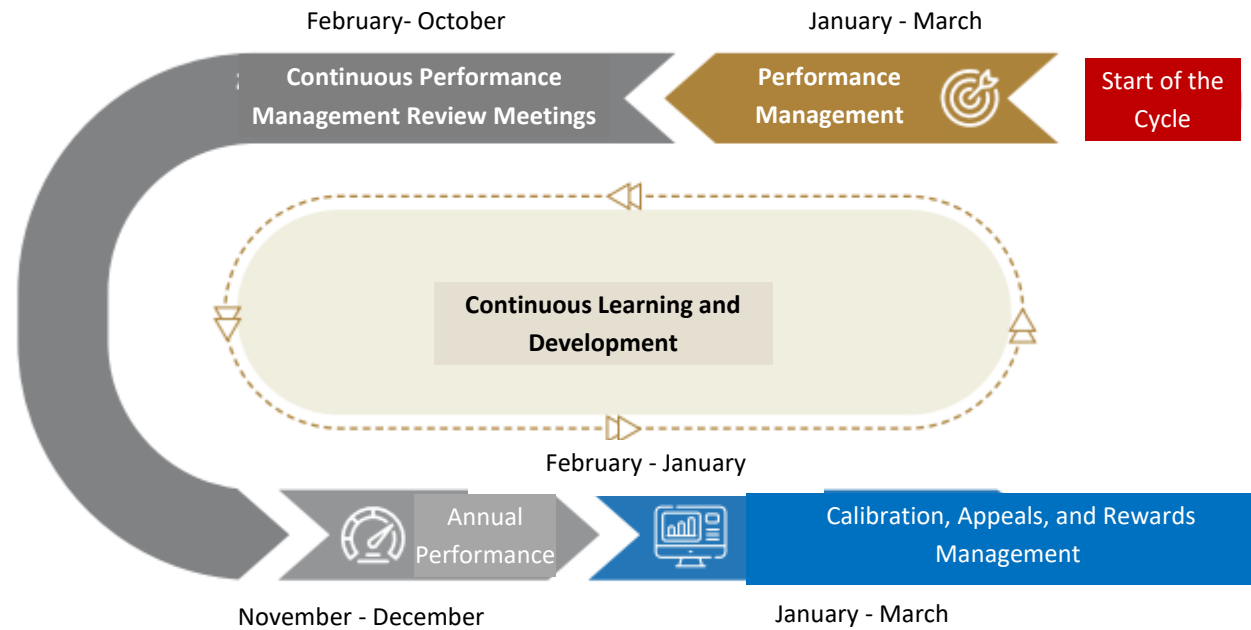 February- October
January - March
Continuous Performance
Management Review Meetings
Performance
Management
Start of the
Cycle
Continuous Learning and
Development
February - January
Annual
Performance
Calibration, Appeals, and Rewards
Management
November - December
January - March